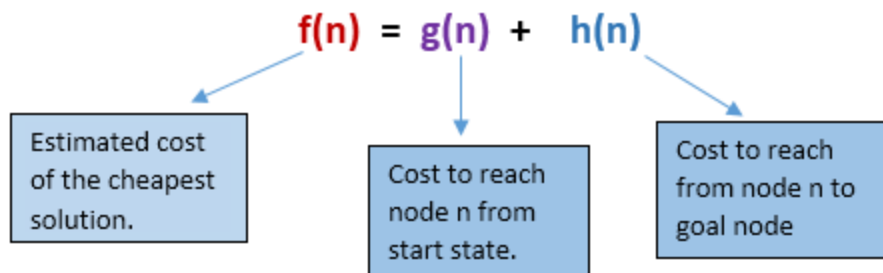 f(n) = g(n) + h(n)
Estimated cost
of the cheapest
solution.
Cost to reach
node n from
start state.
Cost to reach
from node n to
goal node